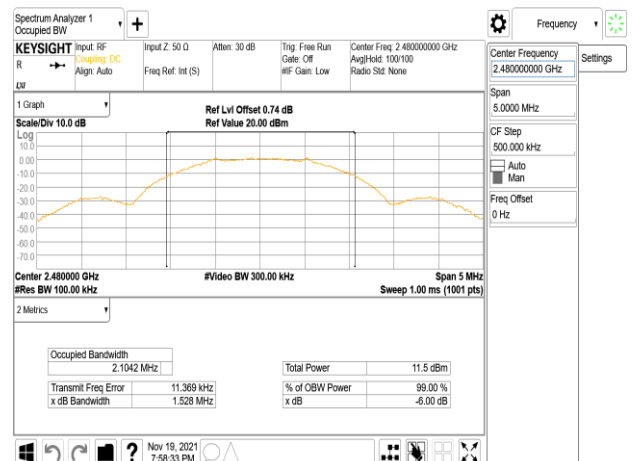 Spectrum Analyzer 1
Occupied BW
Frequency
KEYSIGHT Input: RF Input Z: 50 Ω Atten: 30 dB Trig: Free Run Center Freq: 2.480000000 GHz
R Coupling: DC Gate: Off Avg|Hold: 100/100
Align: Auto Freq Ref: Int (S) #IF Gain: Low Radio Std: None
LXI
Center Frequency
2.480000000 GHz
Settings
Span
5.0000 MHz
CF Step
500.000 kHz
Auto
Man
Freq Offset
0 Hz
1 Graph
Ref Lvl Offset 0.74 dB
Scale/Div 10.0 dB Ref Value 20.00 dBm
Log
10.0
0.00
-10.0
-20.0
-30.0
-40.0
-50.0
-60.0
-70.0
Center 2.480000 GHz #Video BW 300.00 kHz Span 5 MHz
#Res BW 100.00 kHz Sweep 1.00 ms (1001 pts)
2 Metrics
Occupied Bandwidth
2.1042 MHz
Total Power 11.5 dBm
Transmit Freq Error 11.369 kHz % of OBW Power 99.00 %
x dB Bandwidth 1.528 MHz x dB -6.00 dB
? Nov 19, 2021
7:58:33 PM